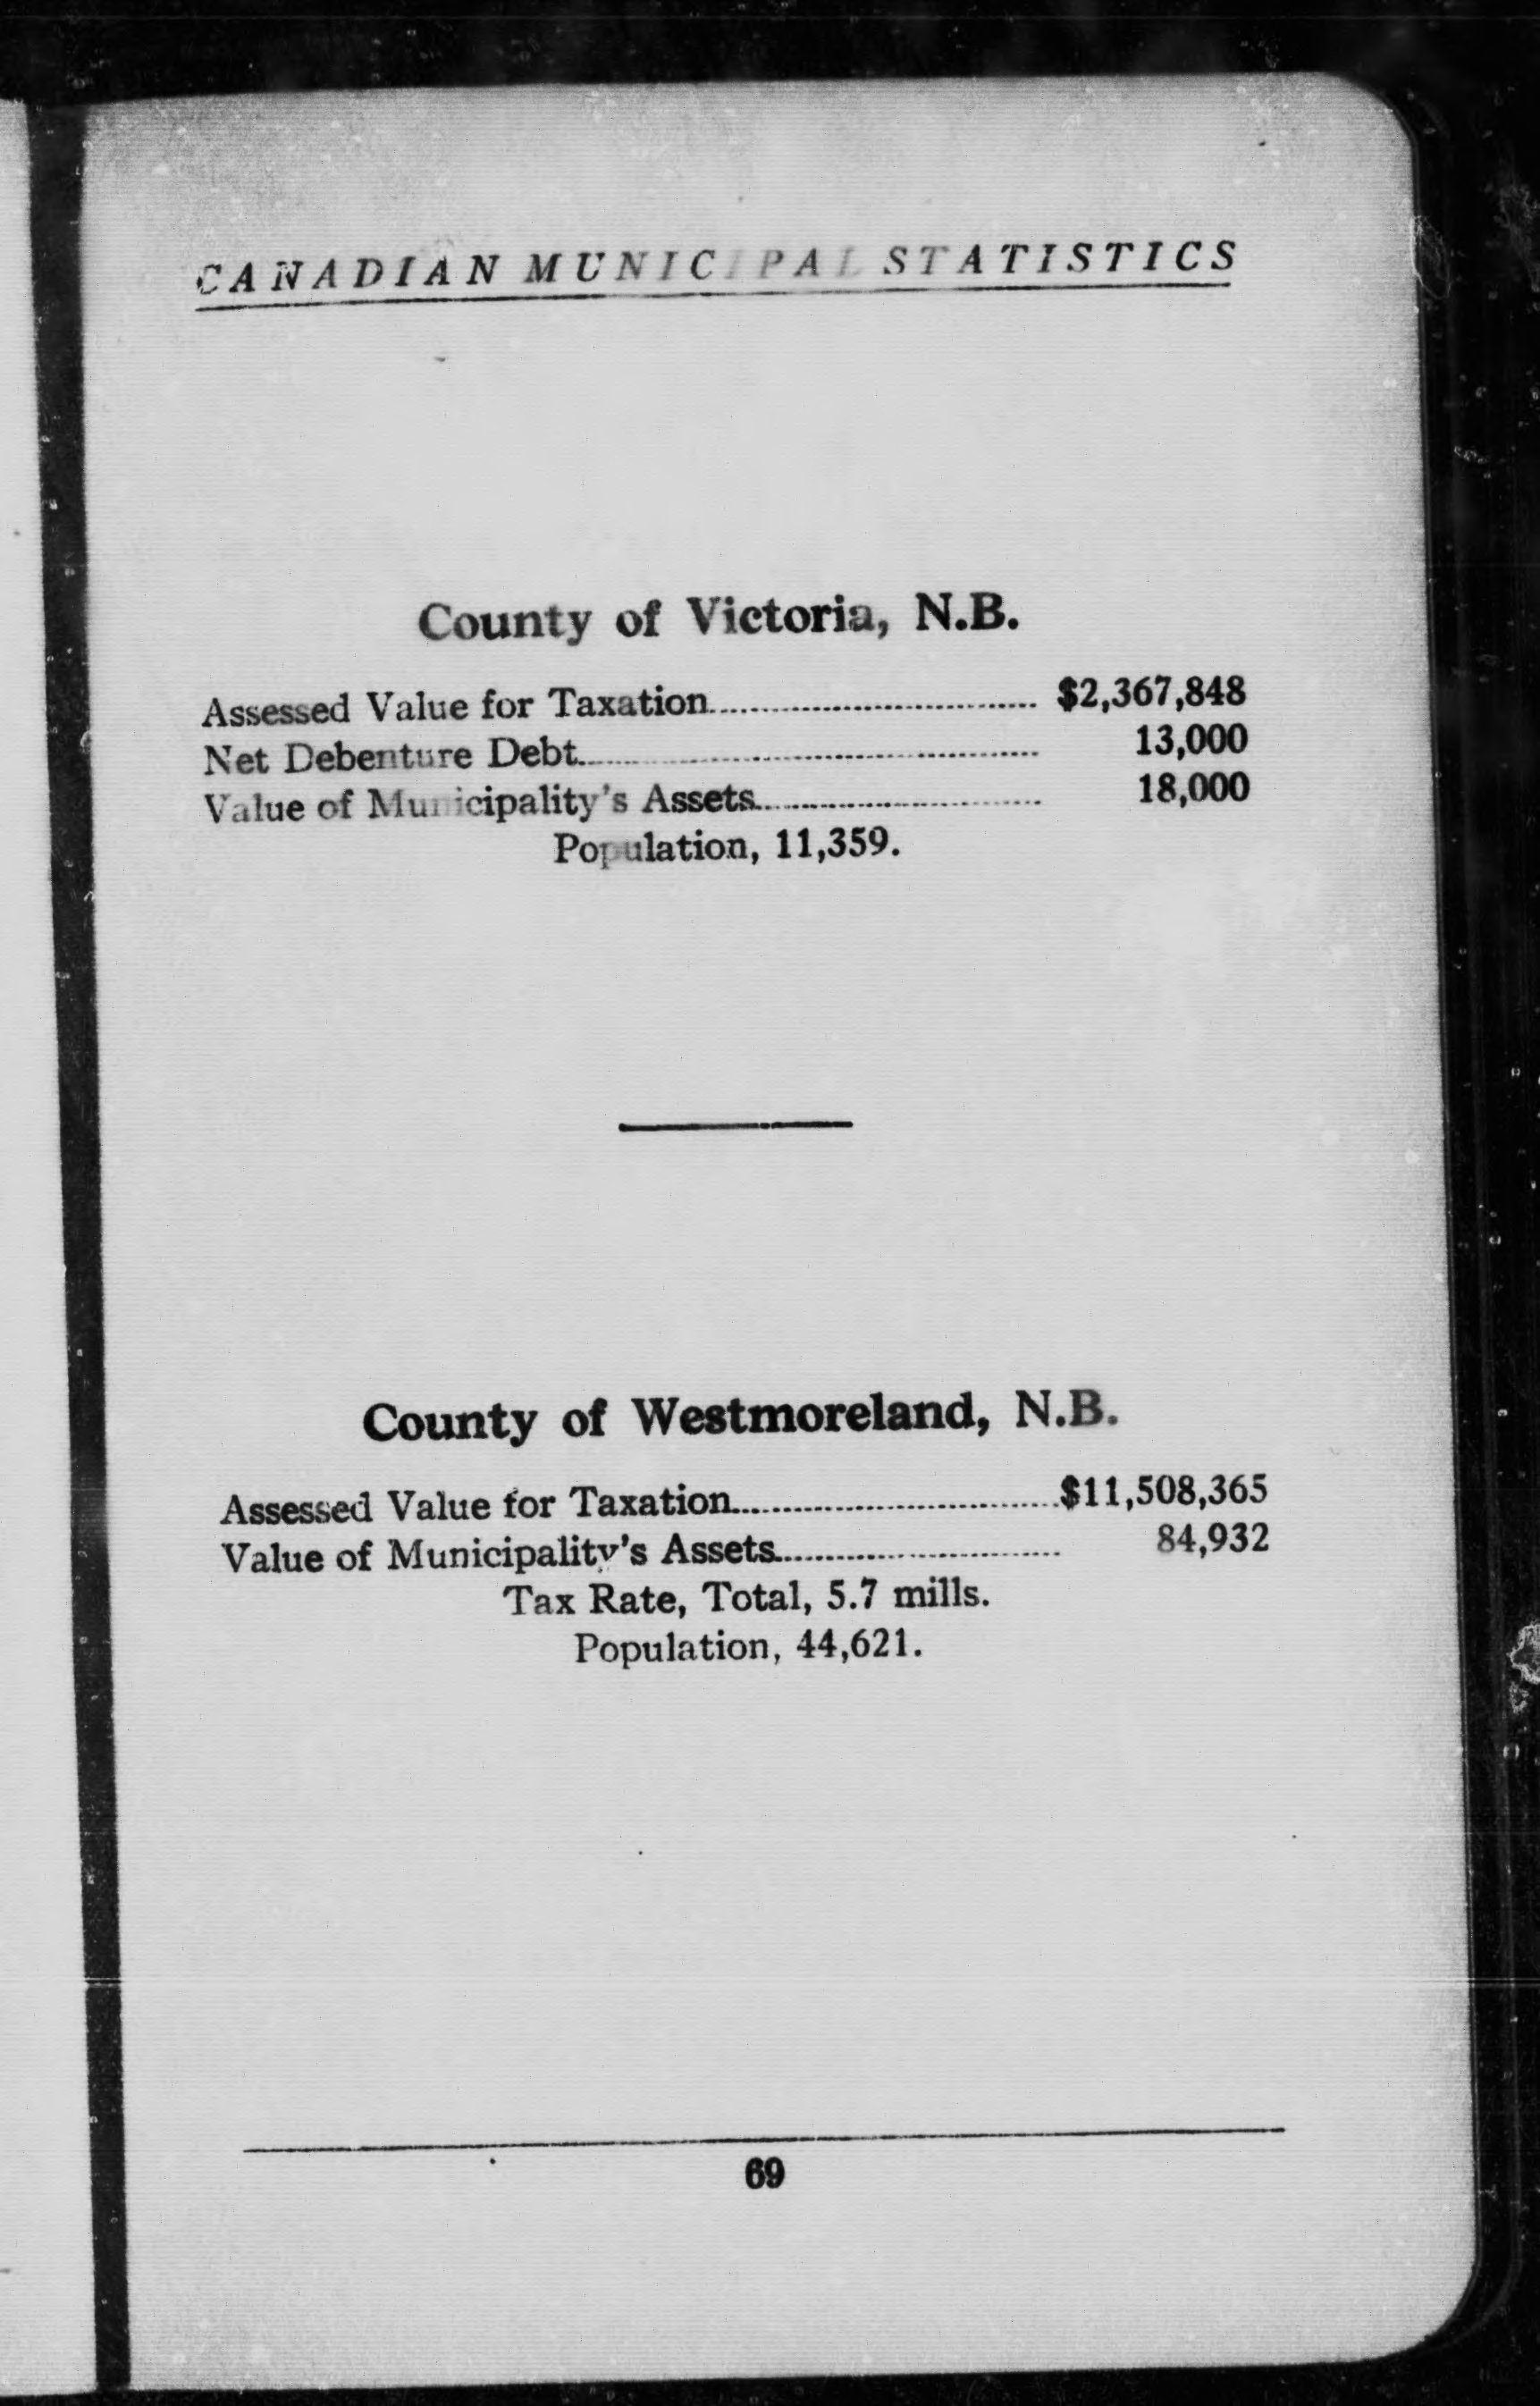 CANADIAN MUNICIPAL STATISTICS
County of Victoria, N.B.
Assessed Value for Taxation................................ $2,367,848
Net Debenture Debt............................................ 13,000
Value of Municipality's Assets............................ 18,000
Population, 11,359.
County of Westmoreland, N.B.
Assessed Value for Taxation................................$11,508,365
Value of Municipality's Assets............................ 84,932
Tax Rate, Total, 5.7 mills.
Population, 44,621.
69